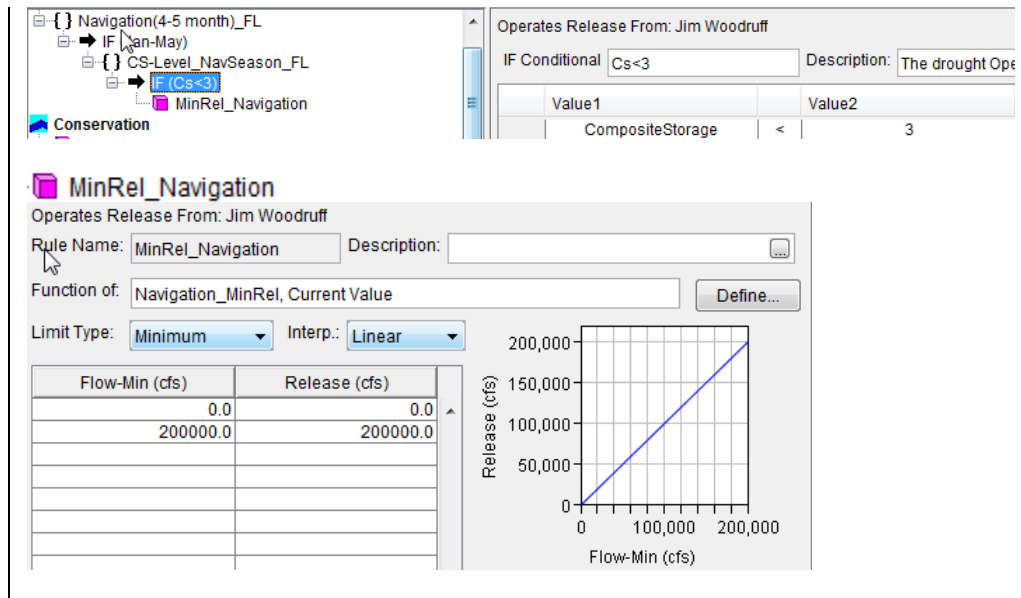 { } Navigation(4-5 month)_FL
IF (Jan-May)
{ } CS-Level_NavSeason_FL
IF (Cs<3)
MinRel_Navigation
Conservation
Operates Release From: Jim Woodruff
IF Conditional Cs<3 Description: The drought Ope
Value1 Value2
CompositeStorage < 3
MinRel_Navigation
Operates Release From: Jim Woodruff
Rule Name: MinRel_Navigation Description: ...
Function of: Navigation_MinRel, Current Value Define...
Limit Type: Minimum Interp.: Linear
Flow-Min (cfs) Release (cfs)
0.0 0.0
200000.0 200000.0
200,000
150,000
100,000
50,000
0
Release (cfs)
0 100,000 200,000
Flow-Min (cfs)